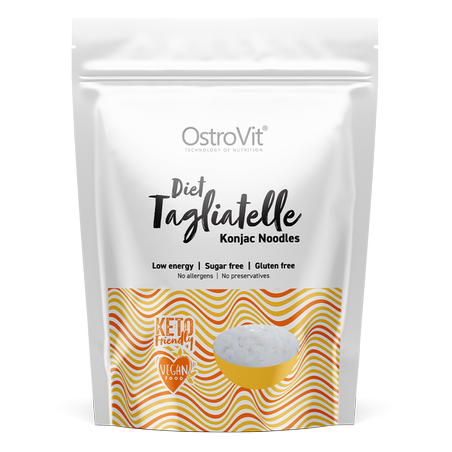 OstroVit®
TECHNOLOGY OF NUTRITION
Diet
Tagliatelle
Konjac Noodles
Low energy | Sugar free | Gluten free
No allergens | No preservatives
KETO
Friendly
VEGAN
FOOD